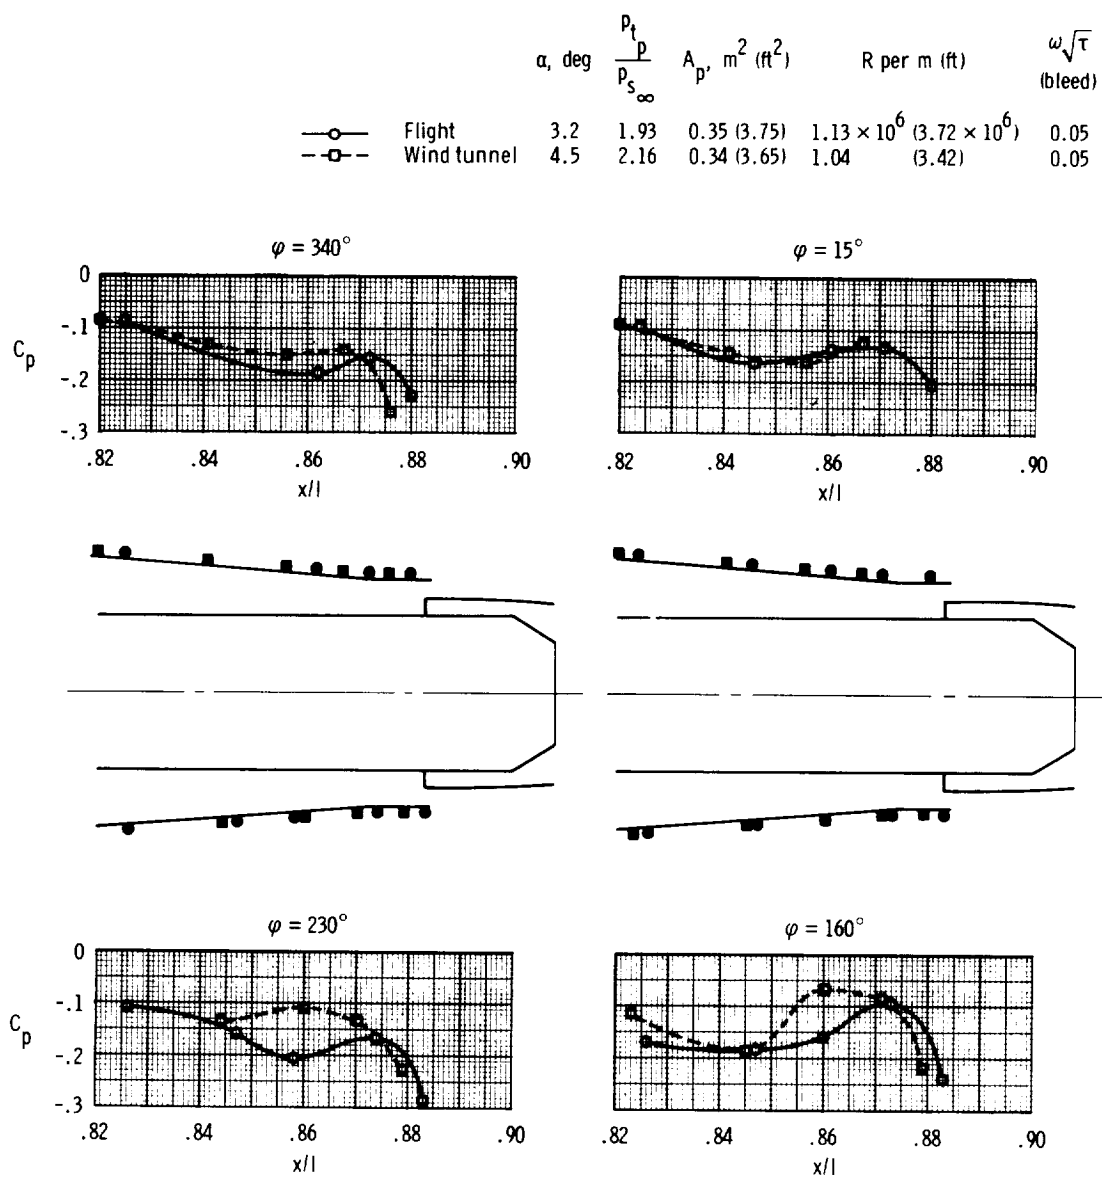 α, deg
p_t_p / p_s_∞
A_p, m² (ft²)
R per m (ft)
ω√τ (bleed)
Flight 3.2 1.93 0.35 (3.75) 1.13 × 10⁶ (3.72 × 10⁶) 0.05
Wind tunnel 4.5 2.16 0.34 (3.65) 1.04 (3.42) 0.05
φ = 340°
φ = 15°
0
-.1
C_p
-.2
-.3
.82 .84 .86 .88 .90
x/l
.82 .84 .86 .88 .90
x/l
φ = 230°
φ = 160°
0
-.1
C_p
-.2
-.3
.82 .84 .86 .88 .90
x/l
.82 .84 .86 .88 .90
x/l